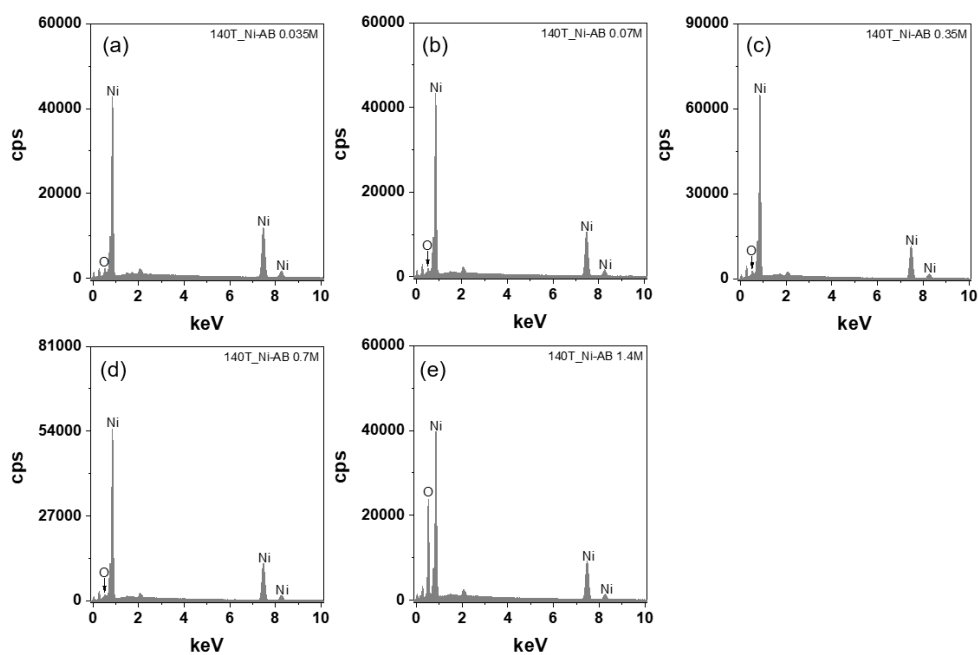 (a)
140T_Ni-AB 0.035M
60000
40000
20000
0
cps
Ni
O
Ni
Ni
0 2 4 6 8 10
keV
(b)
140T_Ni-AB 0.07M
60000
40000
20000
0
cps
Ni
O
Ni
Ni
0 2 4 6 8 10
keV
(c)
140T_Ni-AB 0.35M
90000
60000
30000
0
cps
Ni
O
Ni
Ni
0 2 4 6 8 10
keV
(d)
140T_Ni-AB 0.7M
81000
54000
27000
0
cps
Ni
O
Ni
Ni
0 2 4 6 8 10
keV
(e)
140T_Ni-AB 1.4M
60000
40000
20000
0
cps
Ni
O
Ni
Ni
0 2 4 6 8 10
keV